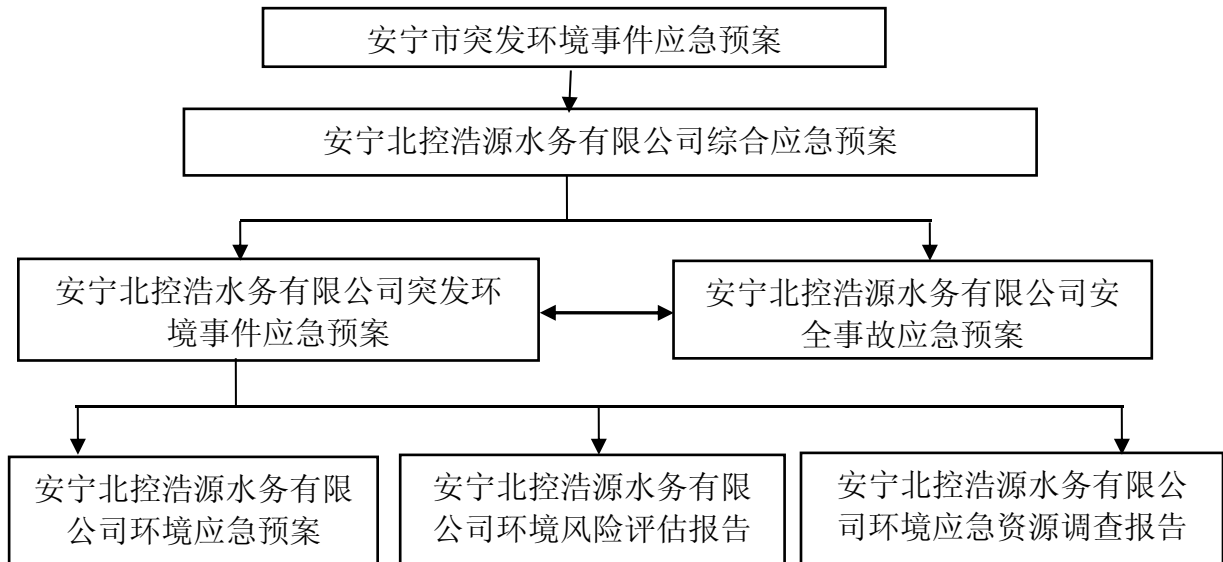 安宁市突发环境事件应急预案
安宁北控浩源水务有限公司综合应急预案
安宁北控浩水务有限公司突发环
境事件应急预案
安宁北控浩源水务有限公司安
全事故应急预案
安宁北控浩源水务有限
公司环境应急预案
安宁北控浩源水务有限
公司环境风险评估报告
安宁北控浩源水务有限公
司环境应急资源调查报告